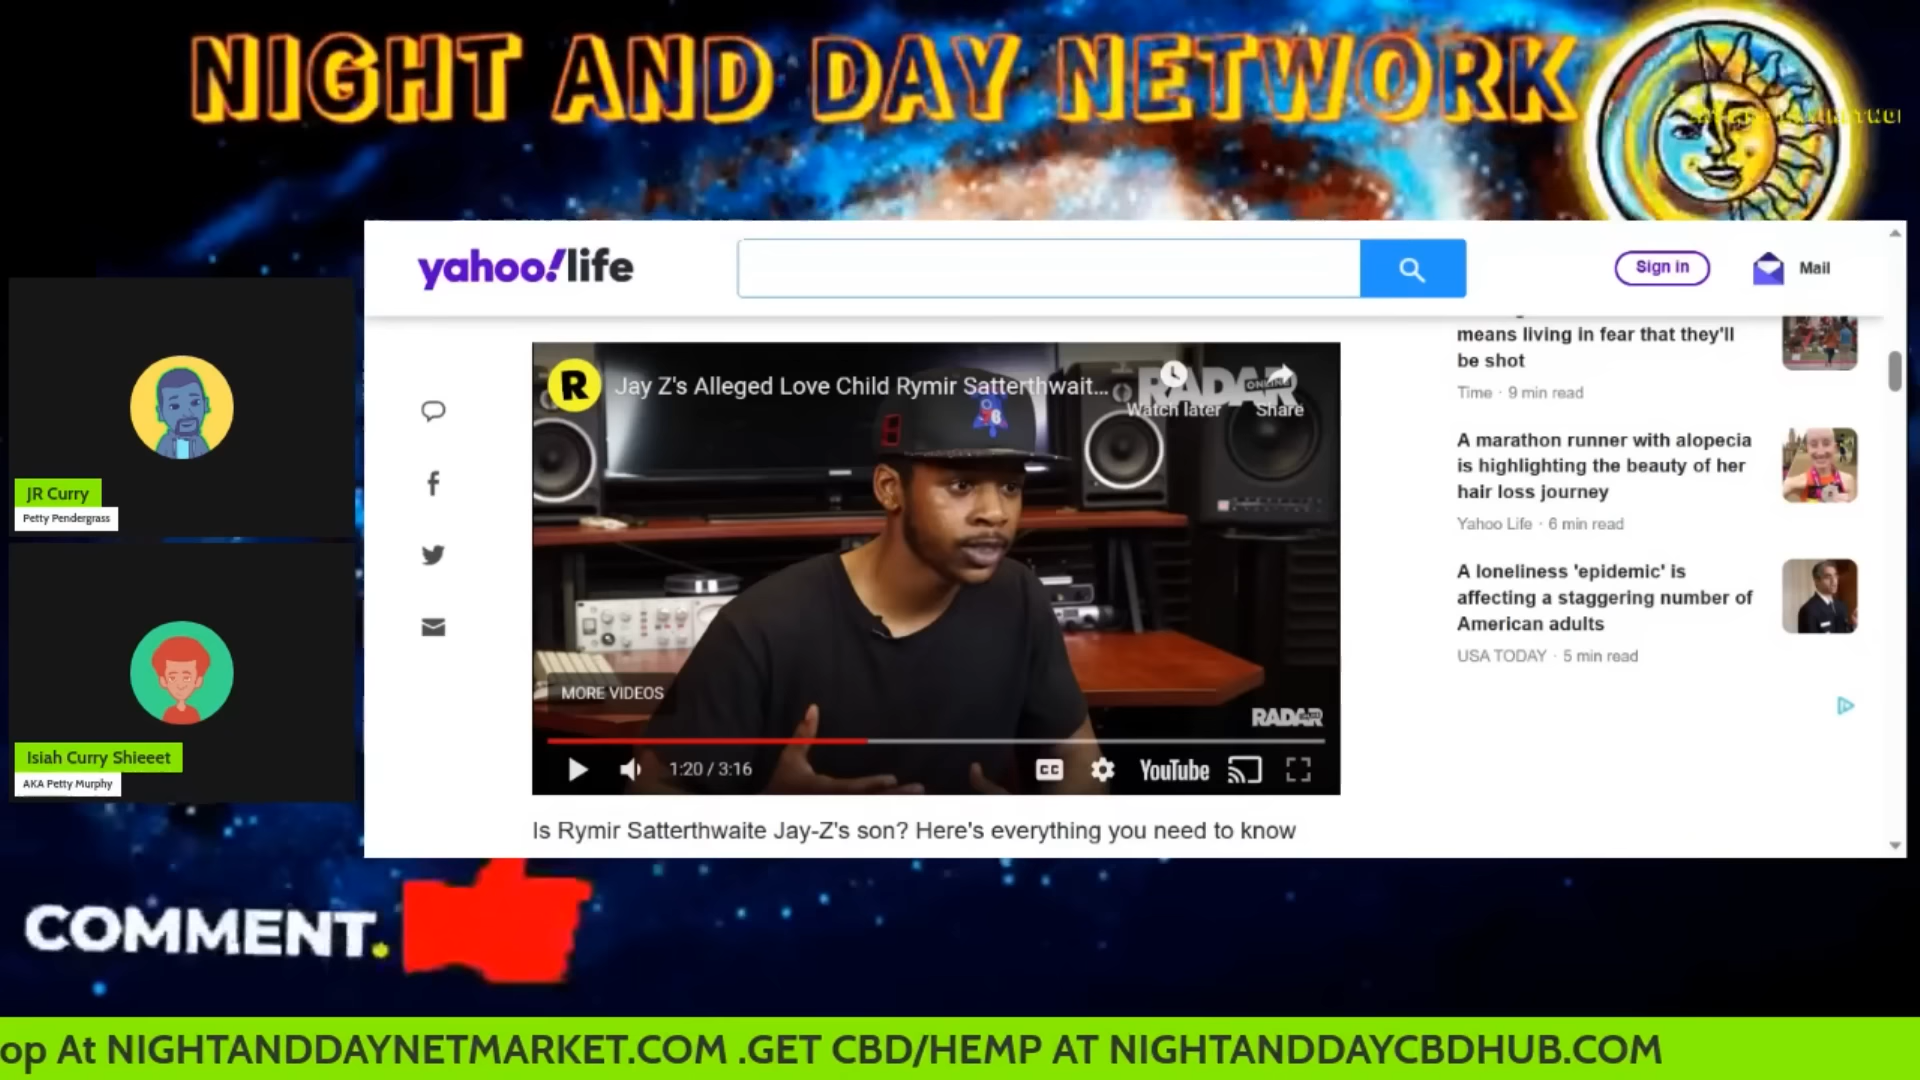 NIGHT AND DAY NETWORK
yahoo!life
Sign in
Mail
JR Curry
Petty Pendergrass
Isiah Curry Shieeet
AKA Petty Murphy
R
Jay Z's Alleged Love Child Rymir Satterthwait...
RADAR
ONLINE
Watch later
Share
8
MORE VIDEOS
RADAR
1:20 / 3:16
CC
YouTube
Is Rymir Satterthwaite Jay-Z's son? Here's everything you need to know
means living in fear that they'll
be shot
Time · 9 min read
A marathon runner with alopecia
is highlighting the beauty of her
hair loss journey
Yahoo Life · 6 min read
A loneliness 'epidemic' is
affecting a staggering number of
American adults
USA TODAY · 5 min read
COMMENT.
op At NIGHTANDDAYNETMARKET.COM .GET CBD/HEMP AT NIGHTANDDAYCBDHUB.COM